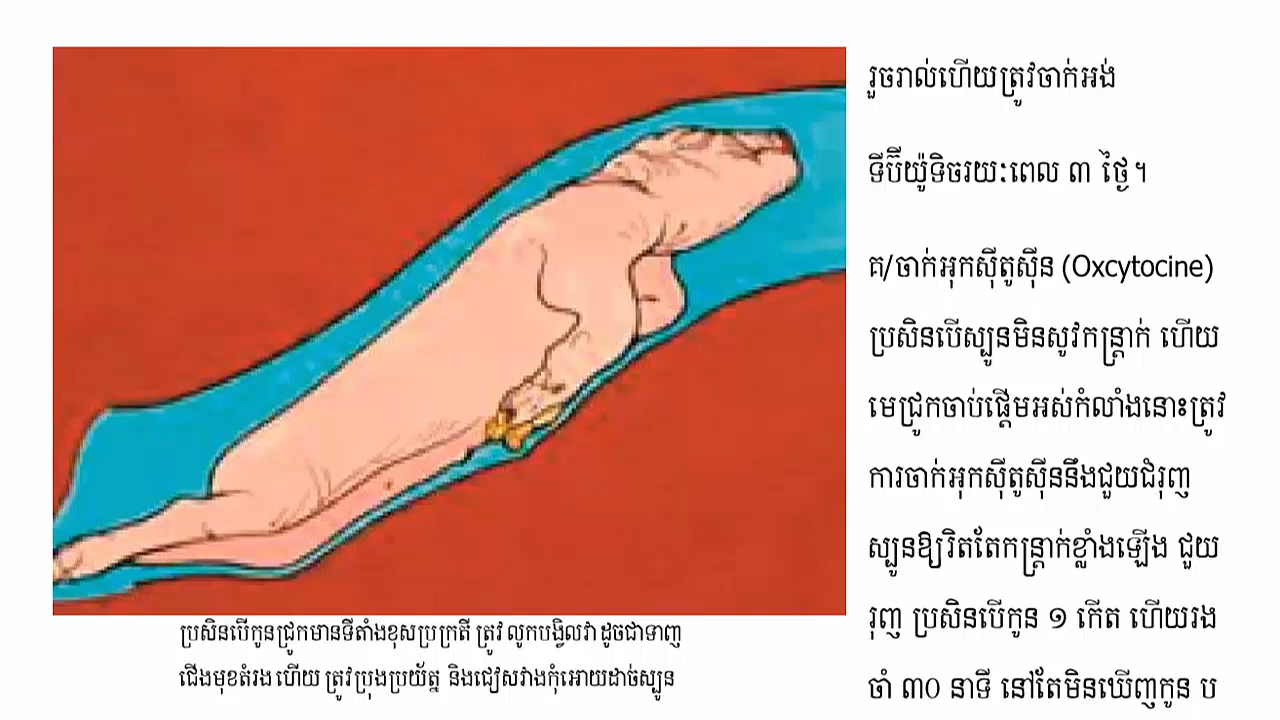 រួចរាល់ហើយត្រូវចាក់អង់
ទីប៊ីយ៉ូទិចរយៈពេល ៣ ថ្ងៃ។
គ/ចាក់អុកស៊ីតូស៊ីន (Oxcytocine)
ប្រសិនបើស្បូនមិនសូវកន្ត្រាក់ ហើយ
មេជ្រូកចាប់ផ្តើមអស់កំលាំងនោះត្រូវ
ការចាក់អុកស៊ីតូស៊ីននឹងជួយជំរុញ
ស្បូនឱ្យរិតតែកន្ត្រាក់ខ្លាំងឡើង ជួយ
រុញ ប្រសិនបើកូន ១ កើត ហើយរង
ចាំ ៣០ នាទី នៅតែមិនឃើញកូន ប
ប្រសិនបើកូនជ្រូកមានទីតាំងខុសប្រក្រតី ត្រូវ លូកបង្វិលវា ដូចជាទាញ
ជើងមុខតំរង ហើយ ត្រូវប្រុងប្រយ័ត្ន និងជៀសវាងកុំអោយដាច់ស្បូន